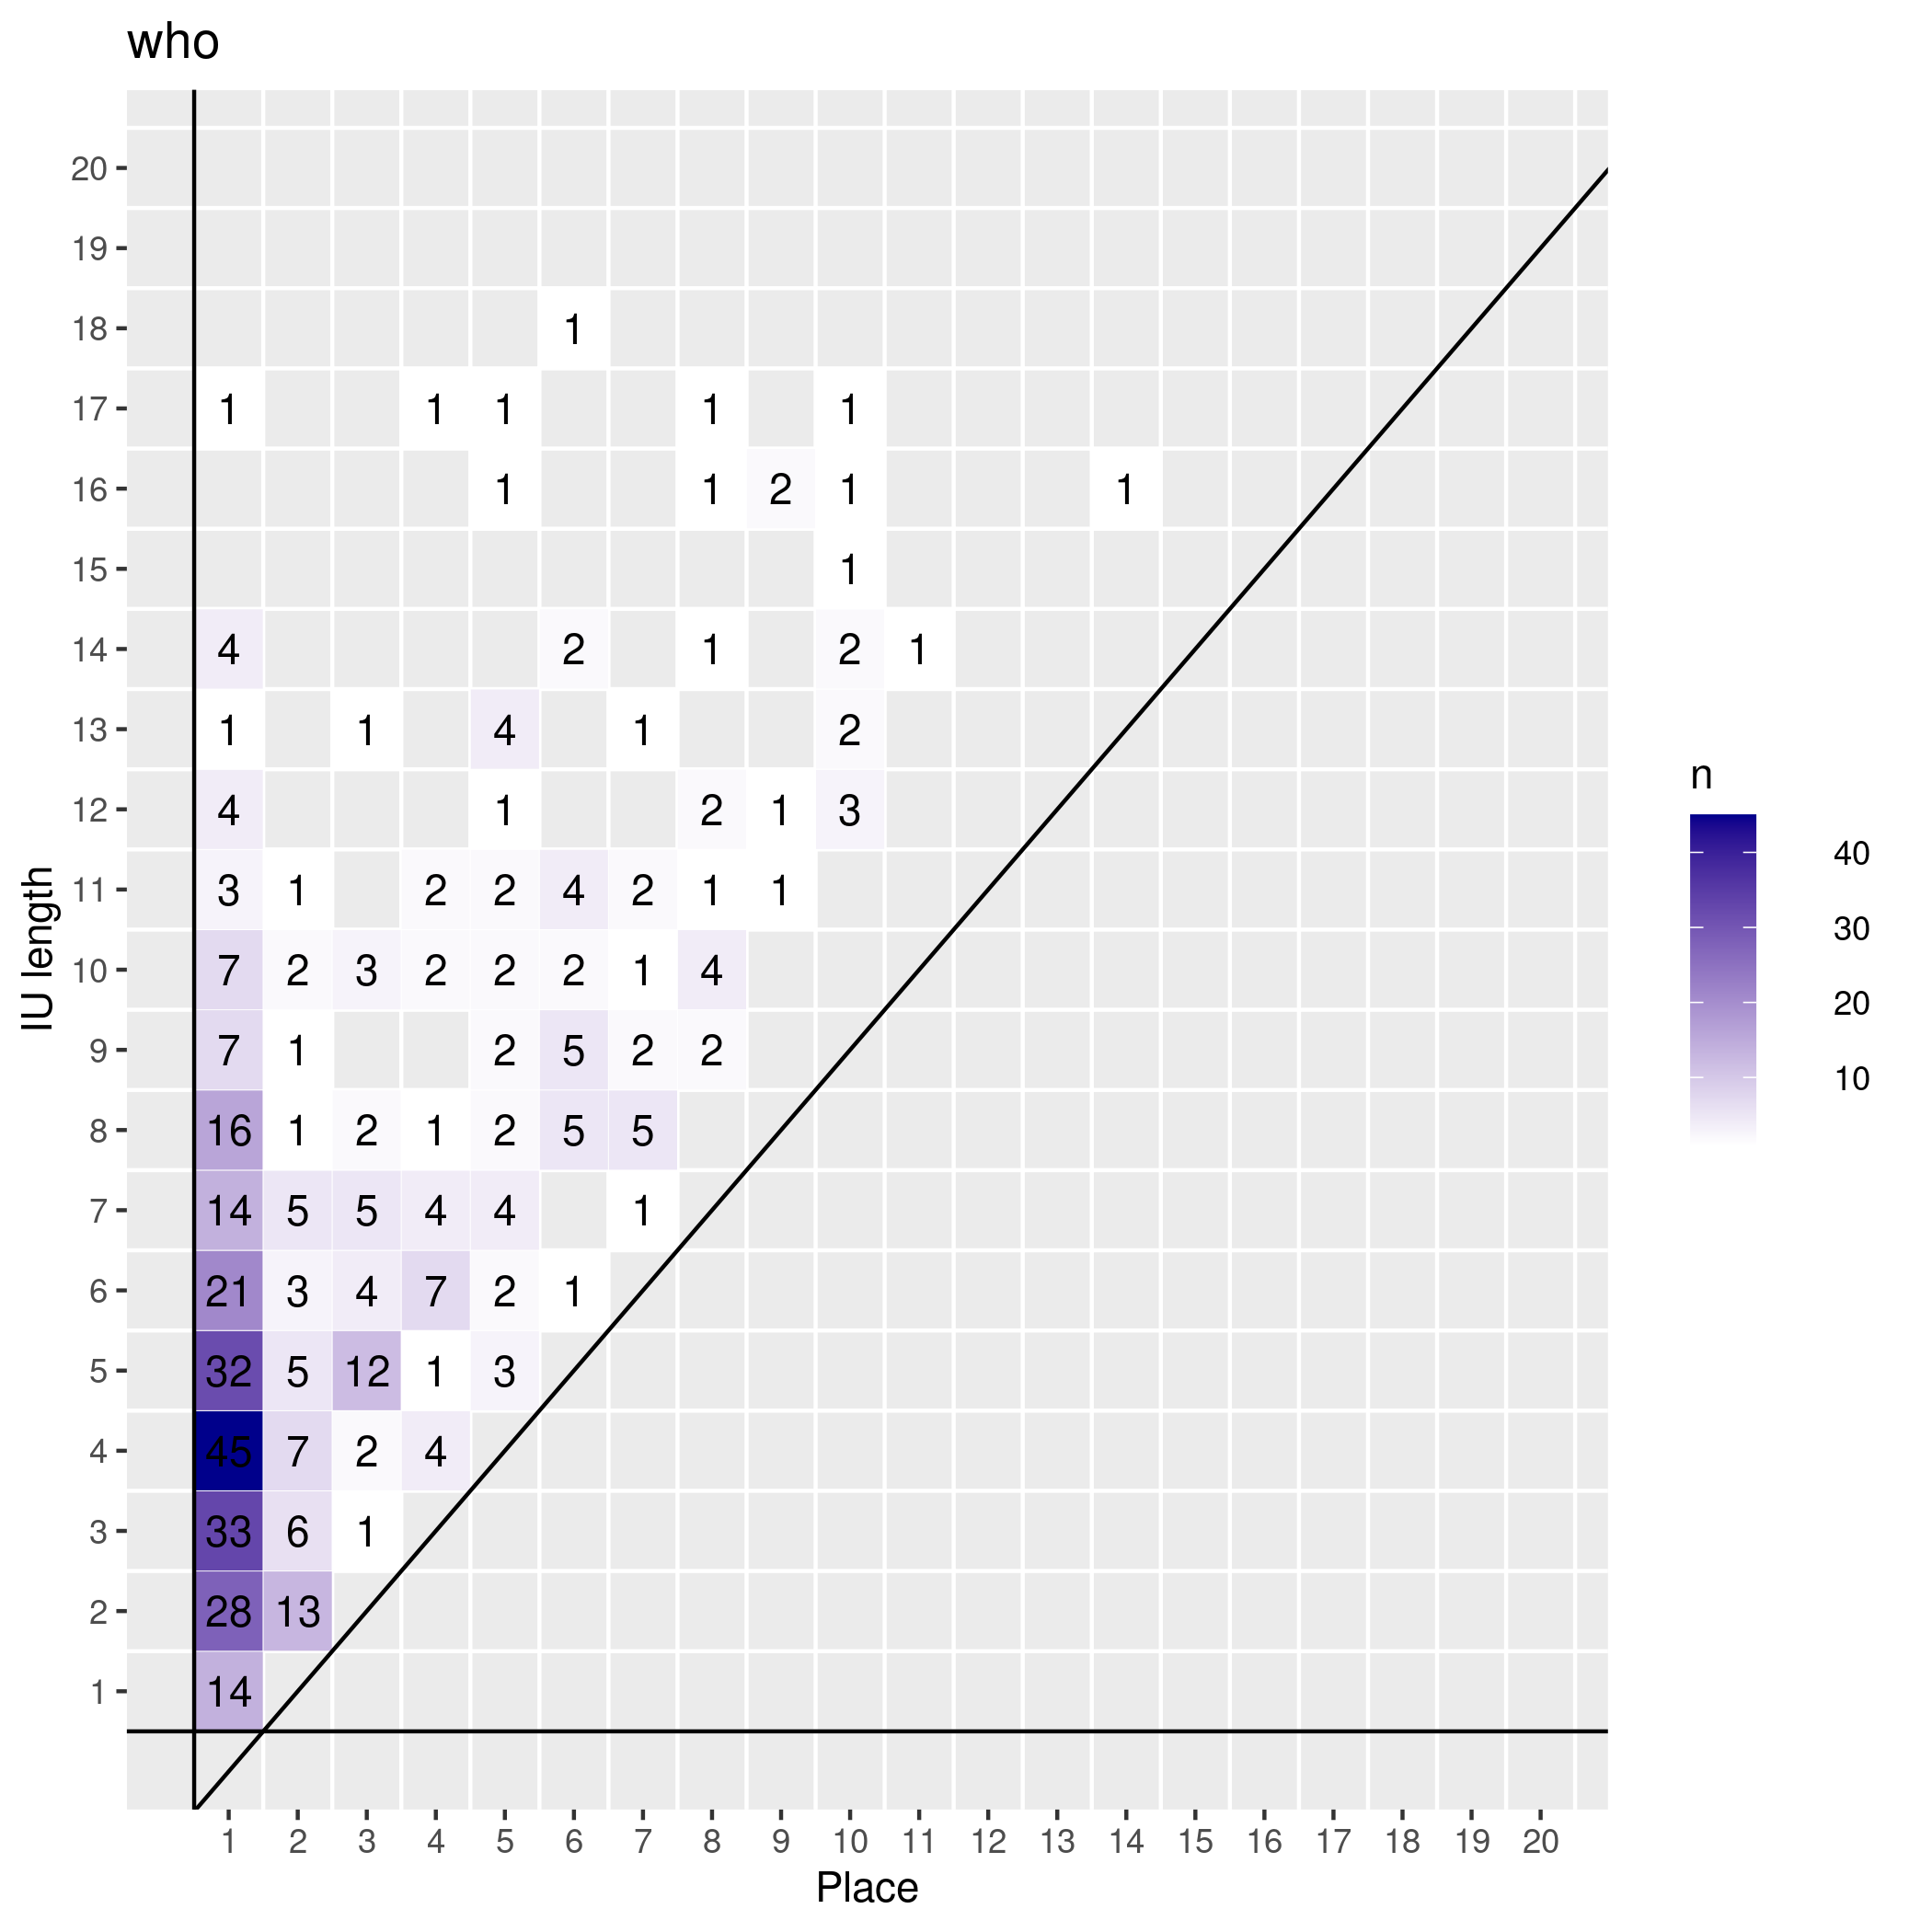 who
20
19
18 1
17 1 1 1 1 1
16 1 1 2 1 1
15 1
14 4 2 1 2 1
13 1 1 4 1 2
12 4 1 2 1 3
11 3 1 2 2 4 2 1 1
10 7 2 3 2 2 2 1 4
9 7 1 2 5 2 2
8 16 1 2 1 2 5 5
7 14 5 5 4 4 1
6 21 3 4 7 2 1
5 32 5 12 1 3
4 45 7 2 4
3 33 6 1
2 28 13
1 14
1 2 3 4 5 6 7 8 9 10 11 12 13 14 15 16 17 18 19 20
Place
IU length
n
40
30
20
10